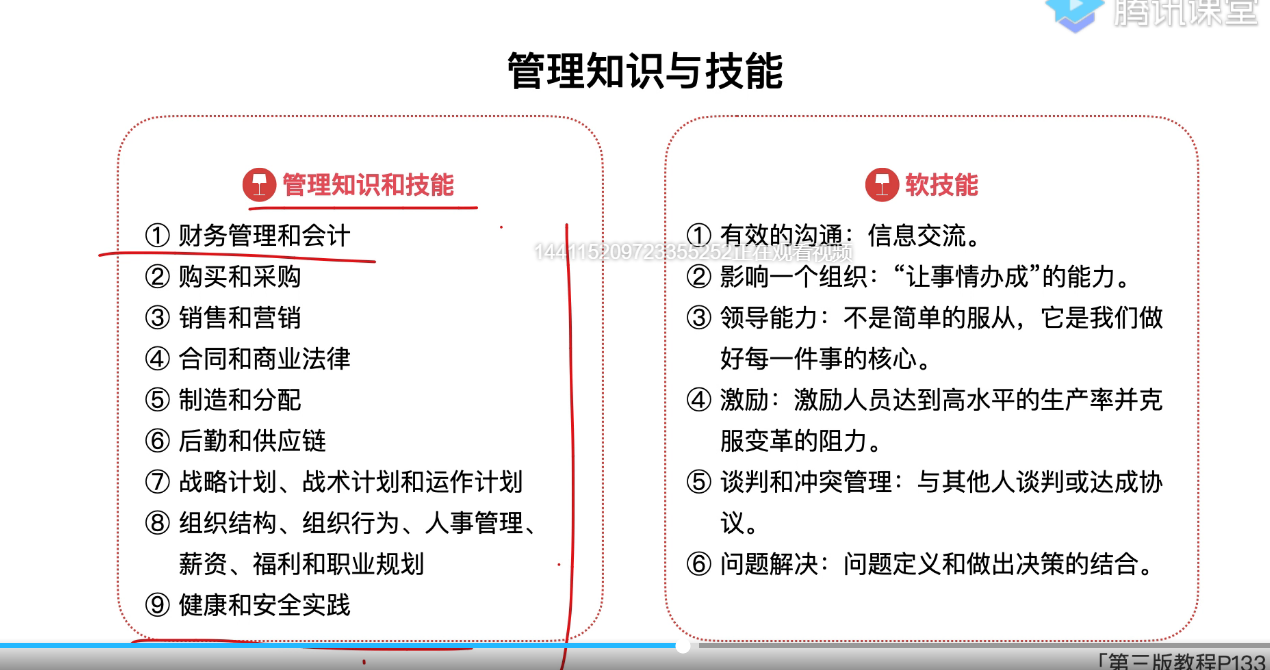 腾讯课堂
管理知识与技能
管理知识和技能
① 财务管理和会计
② 购买和采购
③ 销售和营销
④ 合同和商业法律
⑤ 制造和分配
⑥ 后勤和供应链
⑦ 战略计划、战术计划和运作计划
⑧ 组织结构、组织行为、人事管理、
薪资、福利和职业规划
⑨ 健康和安全实践
软技能
① 有效的沟通：信息交流。
144115209723355252正在观看视频
② 影响一个组织：“让事情办成”的能力。
③ 领导能力：不是简单的服从，它是我们做
好每一件事的核心。
④ 激励：激励人员达到高水平的生产率并克
服变革的阻力。
⑤ 谈判和冲突管理：与其他人谈判或达成协
议。
⑥ 问题解决：问题定义和做出决策的结合。
「第三版教程P133